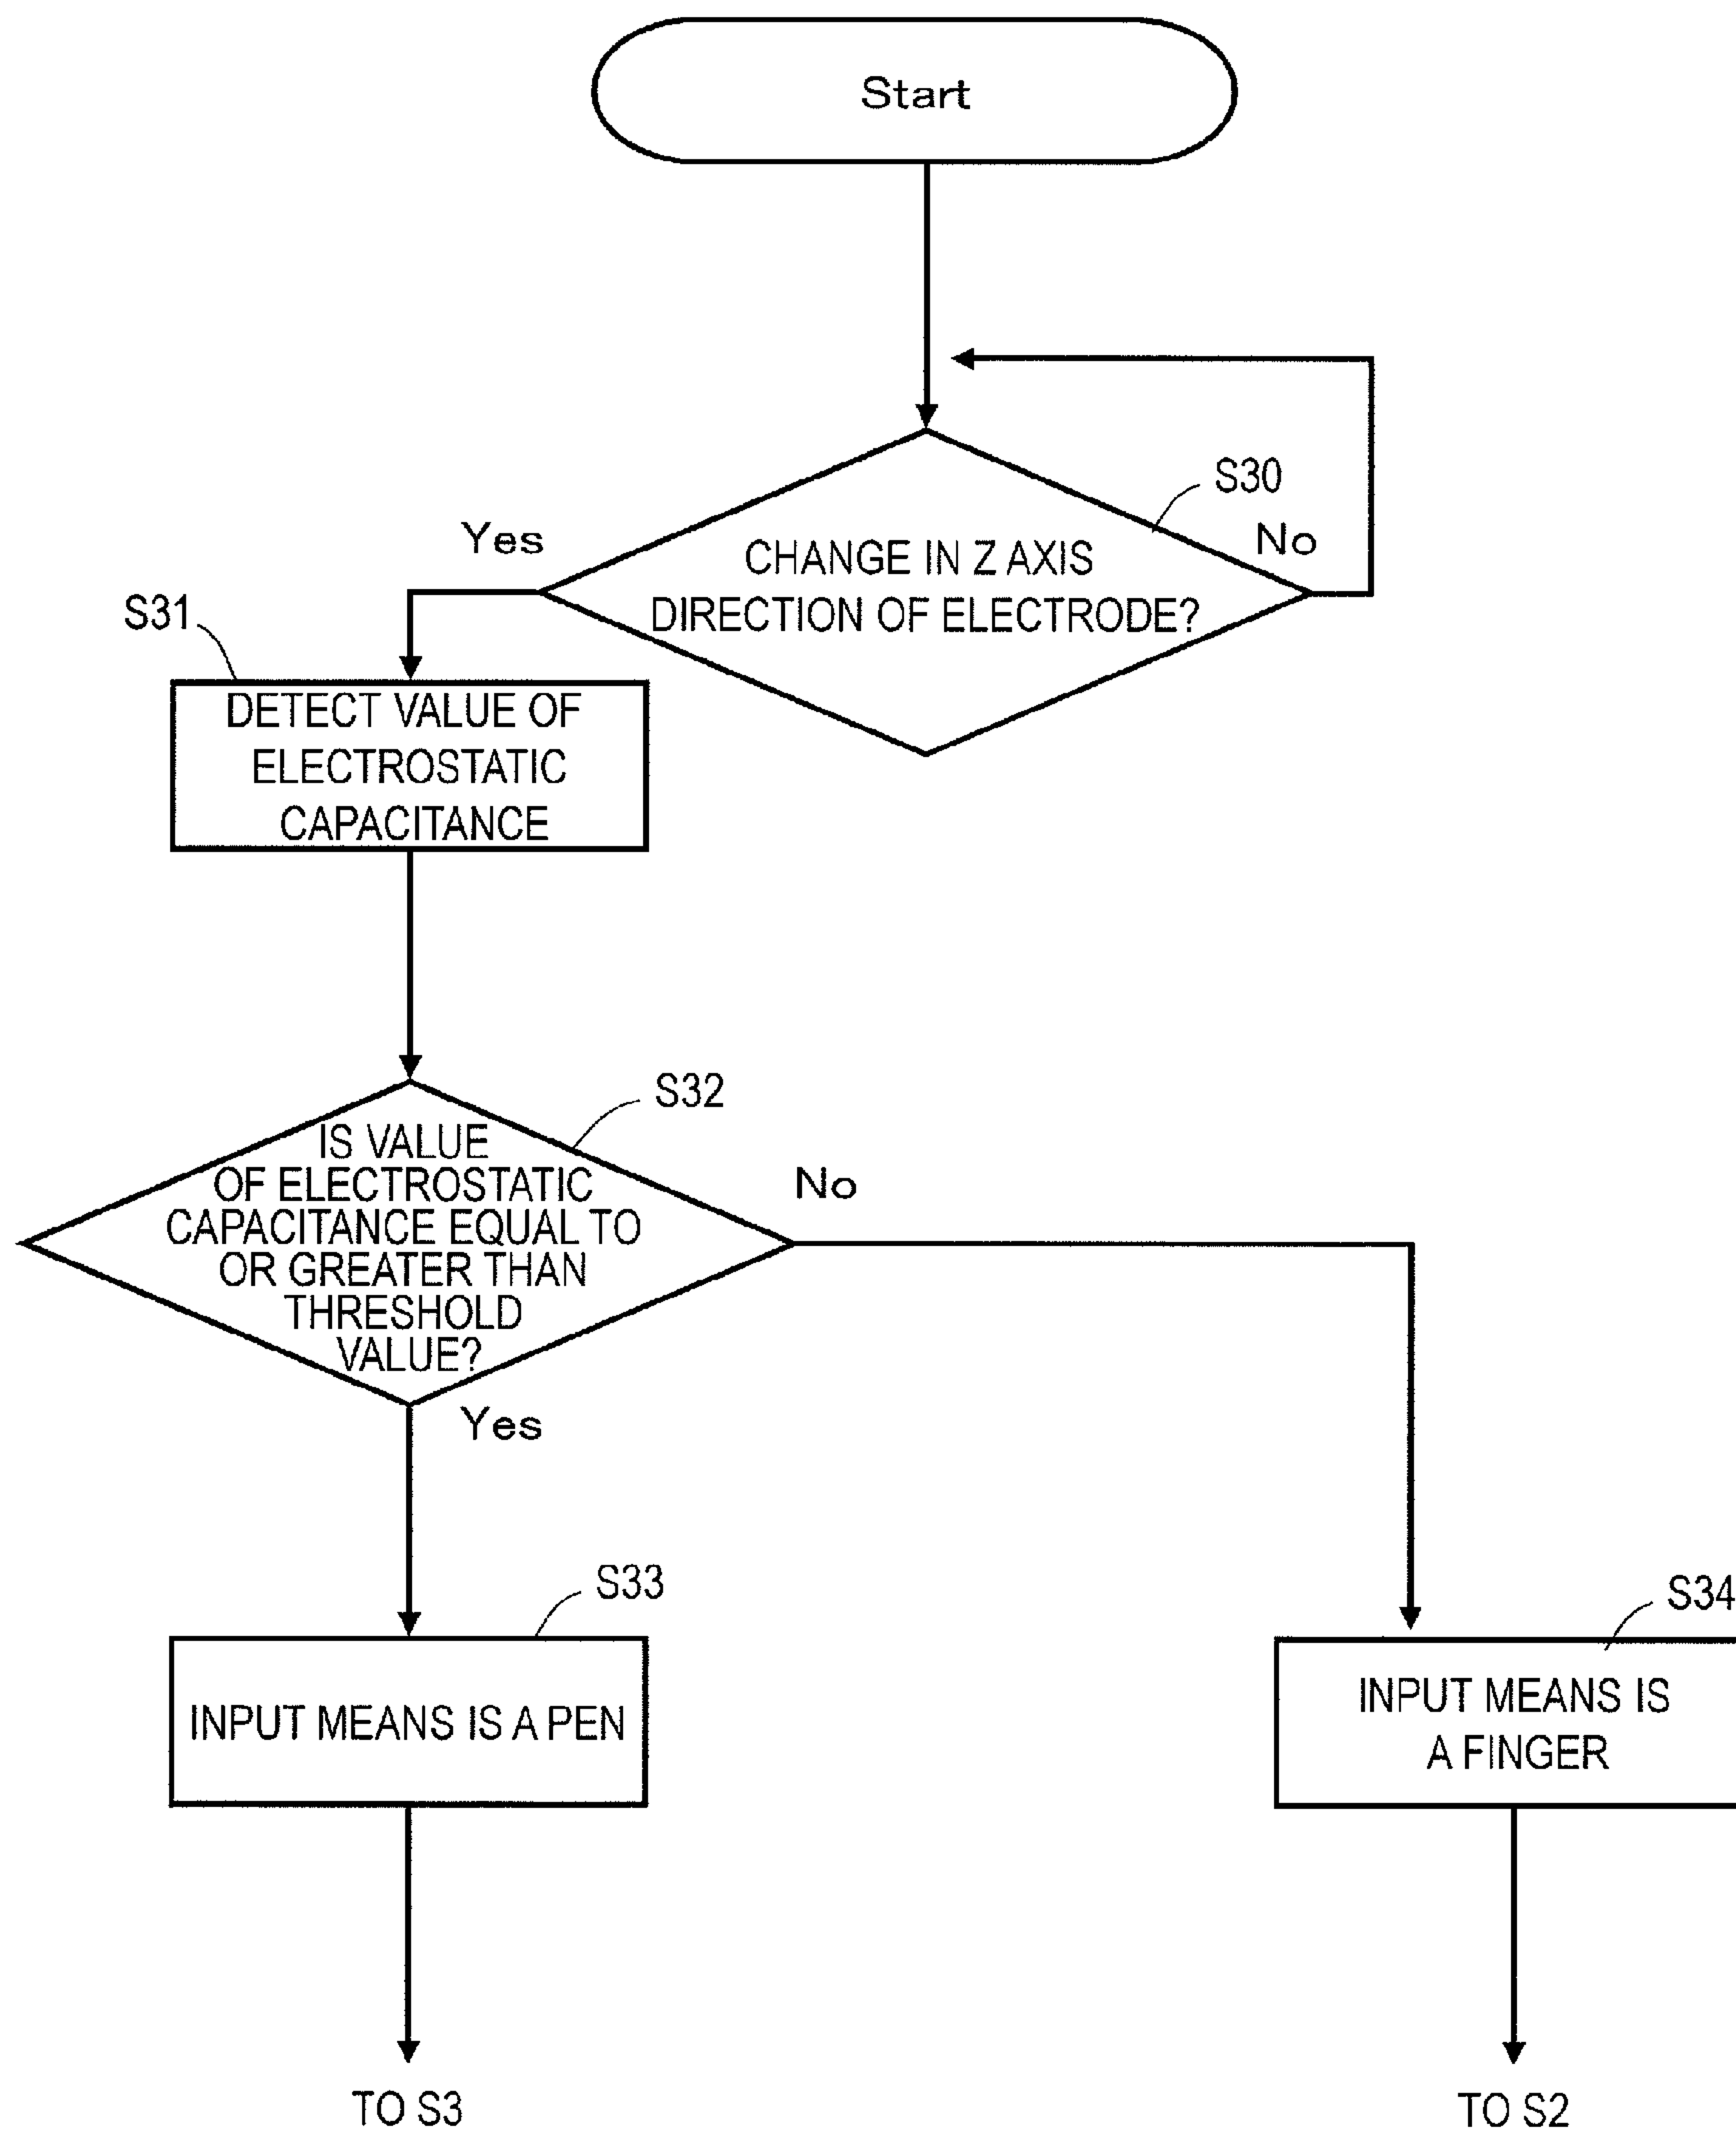 Start
S30
Yes
No
CHANGE IN Z AXIS
DIRECTION OF ELECTRODE?
S31
DETECT VALUE OF
ELECTROSTATIC
CAPACITANCE
S32
IS VALUE
OF ELECTROSTATIC
CAPACITANCE EQUAL TO
OR GREATER THAN
THRESHOLD
VALUE?
No
Yes
S33
INPUT MEANS IS A PEN
S34
INPUT MEANS IS
A FINGER
TO S3
TO S2